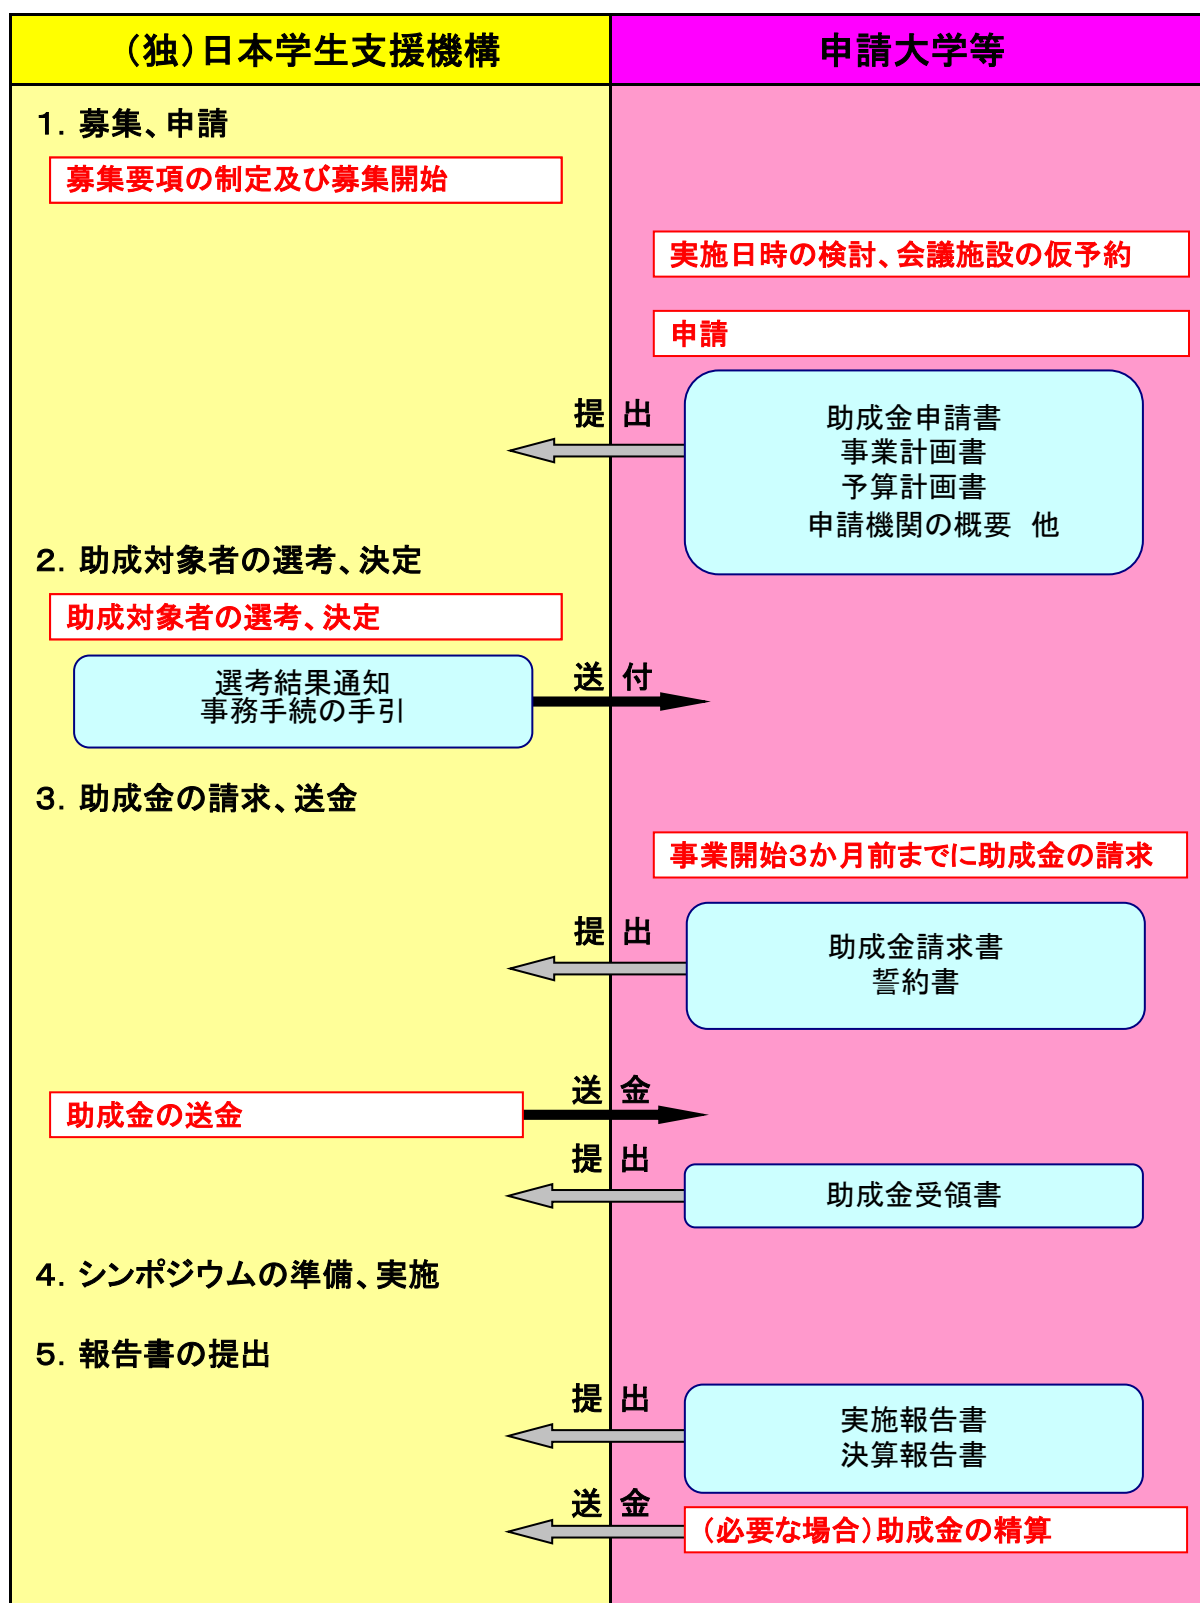 （独）日本学生支援機構
申請大学等
１．募集、申請
募集要項の制定及び募集開始
実施日時の検討、会議施設の仮予約
申請
提 出
助成金申請書
事業計画書
予算計画書
申請機関の概要　他
２．助成対象者の選考、決定
助成対象者の選考、決定
送 付
選考結果通知
事務手続の手引
３．助成金の請求、送金
事業開始３か月前までに助成金の請求
提 出
助成金請求書
誓約書
送 金
助成金の送金
提 出
助成金受領書
４．シンポジウムの準備、実施
５．報告書の提出
提 出
実施報告書
決算報告書
送 金
（必要な場合）助成金の精算